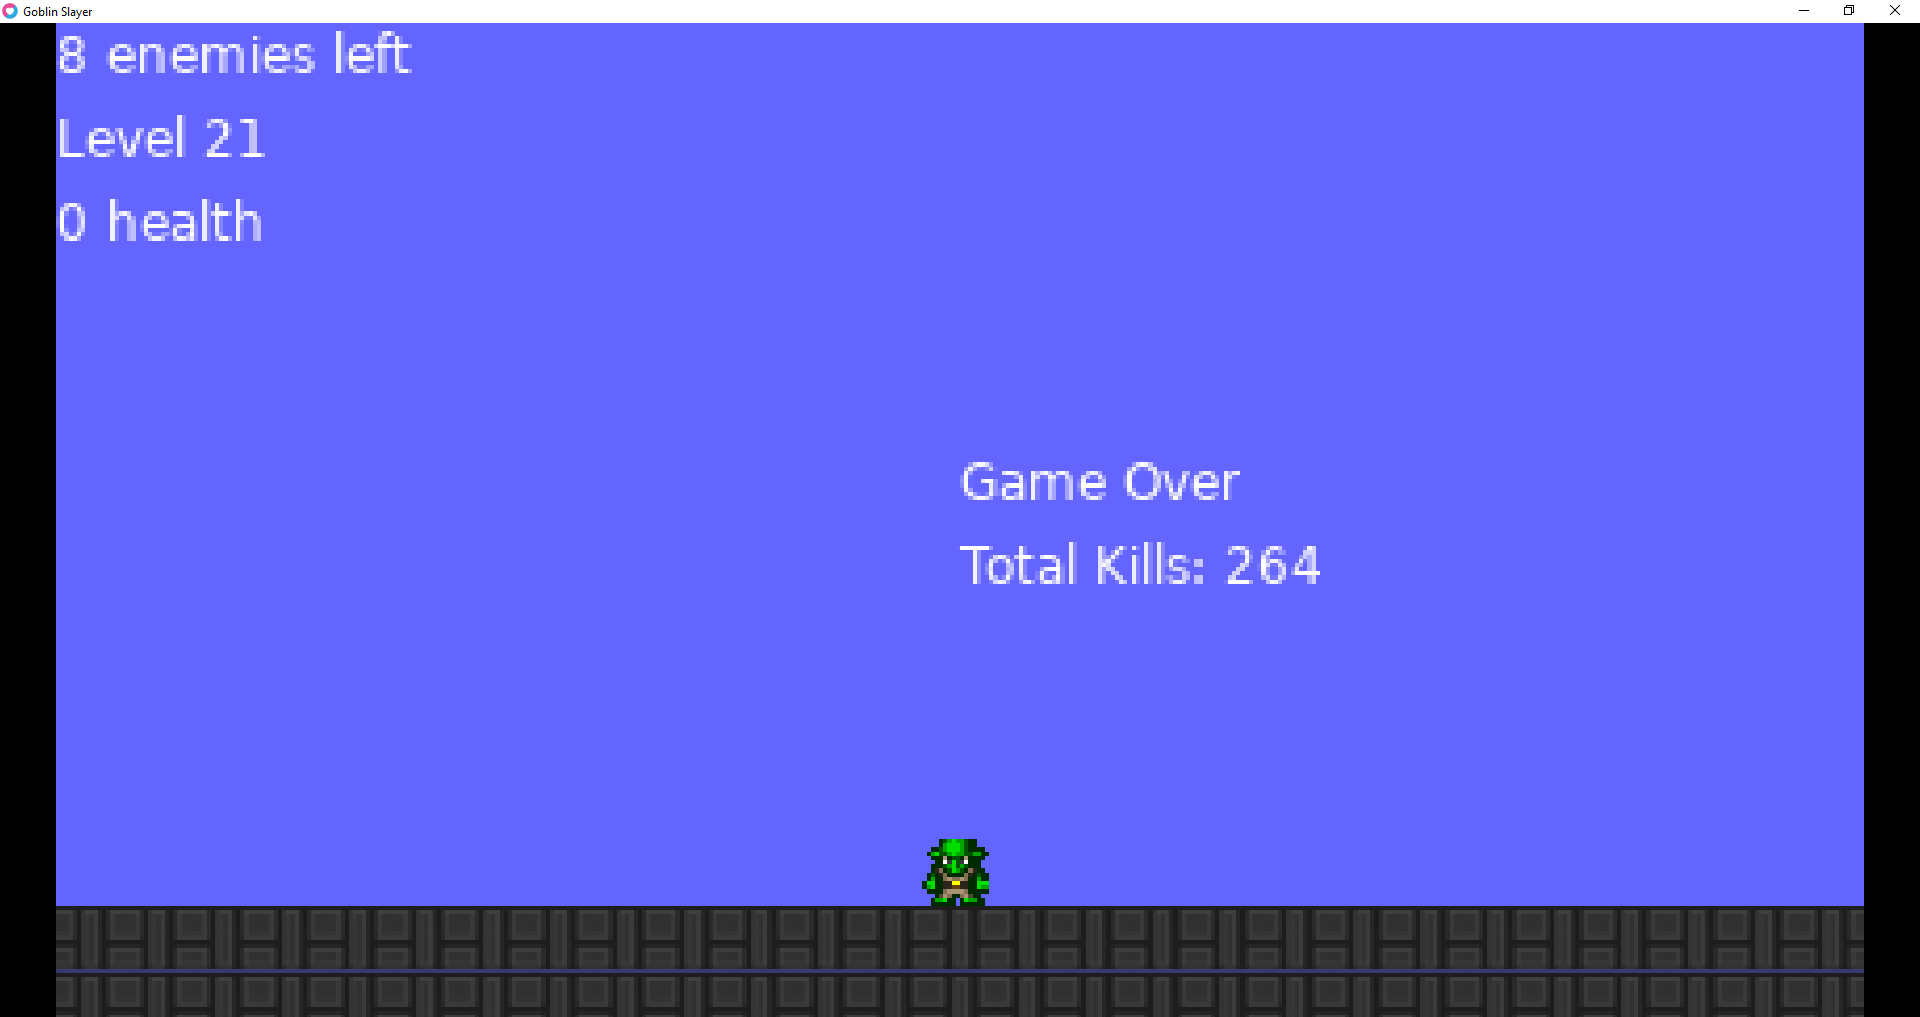 Goblin Slayer
8 enemies left
Level 21
0 health
Game Over
Total Kills: 264